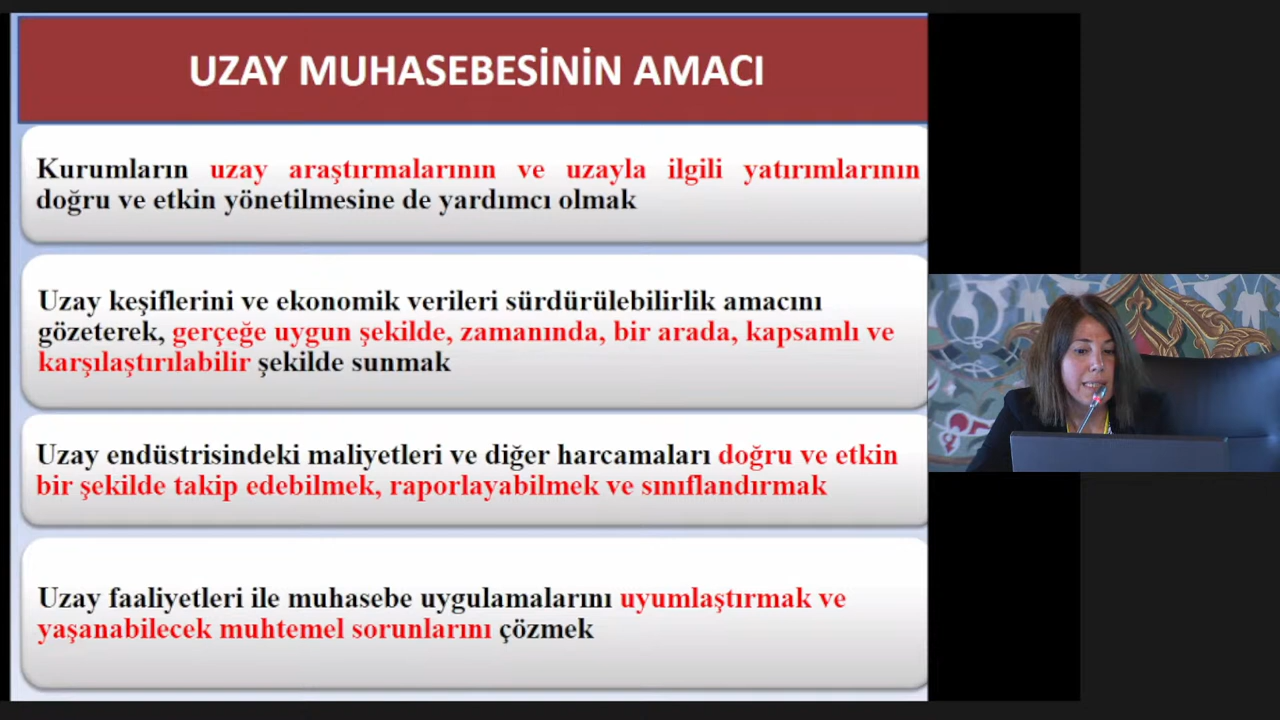 UZAY MUHASEBESİNİN AMACI
Kurumların uzay araştırmalarının ve uzayla ilgili yatırımlarının
doğru ve etkin yönetilmesine de yardımcı olmak
Uzay keşiflerini ve ekonomik verileri sürdürülebilirlik amacını
gözeterek, gerçeğe uygun şekilde, zamanında, bir arada, kapsamlı ve
karşılaştırılabilir şekilde sunmak
Uzay endüstrisindeki maliyetleri ve diğer harcamaları doğru ve etkin
bir şekilde takip edebilmek, raporlayabilmek ve sınıflandırmak
Uzay faaliyetleri ile muhasebe uygulamalarını uyumlaştırmak ve
yaşanabilecek muhtemel sorunlarını çözmek